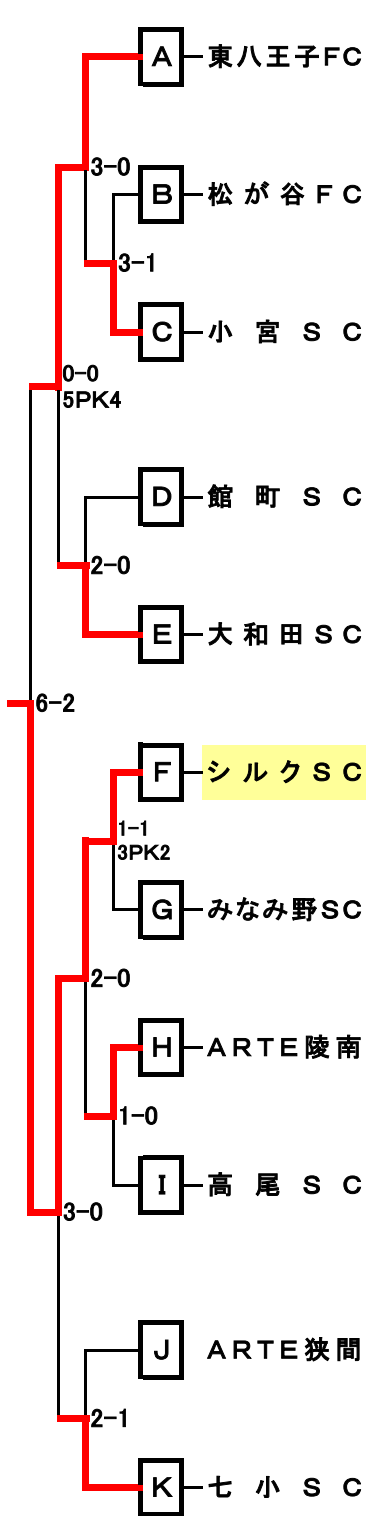 A 東八王子FC
3-0
B 松が谷FC
3-1
C 小宮SC
0-0
5PK4
D 館町SC
2-0
E 大和田SC
6-2
F シルクSC
1-1
3PK2
G みなみ野SC
2-0
H ARTE陵南
1-0
I 高尾SC
3-0
J ARTE狭間
2-1
K 七小SC